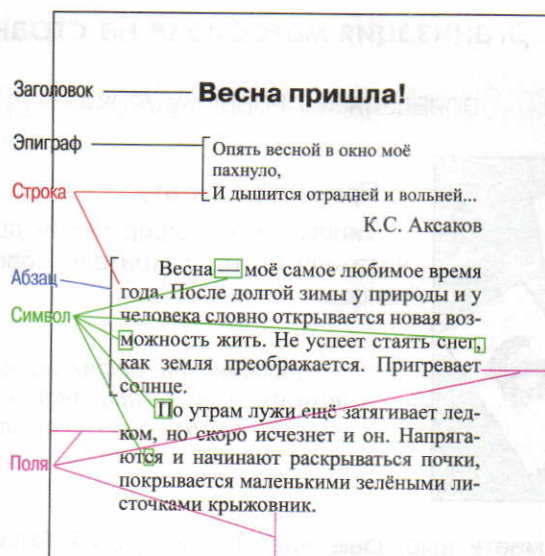 Заголовок
Весна пришла!
Эпиграф
Опять весной в окно моё
пахнуло,
Строка
И дышится отрадней и вольней...
К.С. Аксаков
Весна — моё самое любимое время
Абзац
года. После долгой зимы у природы и у
Символ
человека словно открывается новая воз-
можность жить. Не успеет стаять снег,
как земля преображается. Пригревает
солнце.
По утрам лужи ещё затягивает лед-
ком, но скоро исчезнет и он. Напряга-
Поля
ются и начинают раскрываться почки,
покрывается маленькими зелёными ли-
сточками крыжовник.